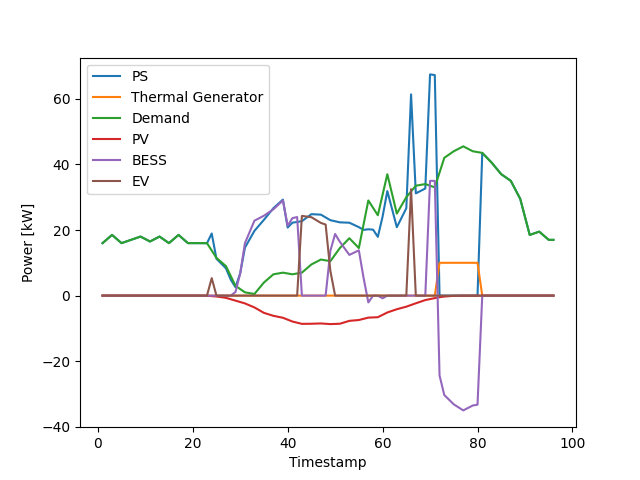 PS
Thermal Generator
Demand
PV
BESS
EV
Power [kW]
60
40
20
0
−20
−40
0 20 40 60 80 100
Timestamp